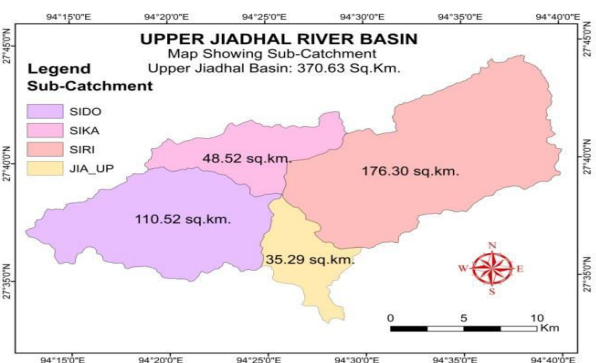 94°15'0"E 94°20'0"E 94°25'0"E 94°30'0"E 94°35'0"E 94°40'0"E
UPPER JIADHAL RIVER BASIN
Map Showing Sub-Catchment
Upper Jiadhal Basin: 370.63 Sq.Km.
Legend
Sub-Catchment
SIDO
SIKA
SIRI
JIA_UP
27°45'0"N
27°40'0"N
27°35'0"N
27°45'0"N
27°40'0"N
27°35'0"N
48.52 sq.km.
176.30 sq.km.
110.52 sq.km.
35.29 sq.km.
N
W E
S
0 5 10
Km
94°15'0"E 94°20'0"E 94°25'0"E 94°30'0"E 94°35'0"E 94°40'0"E